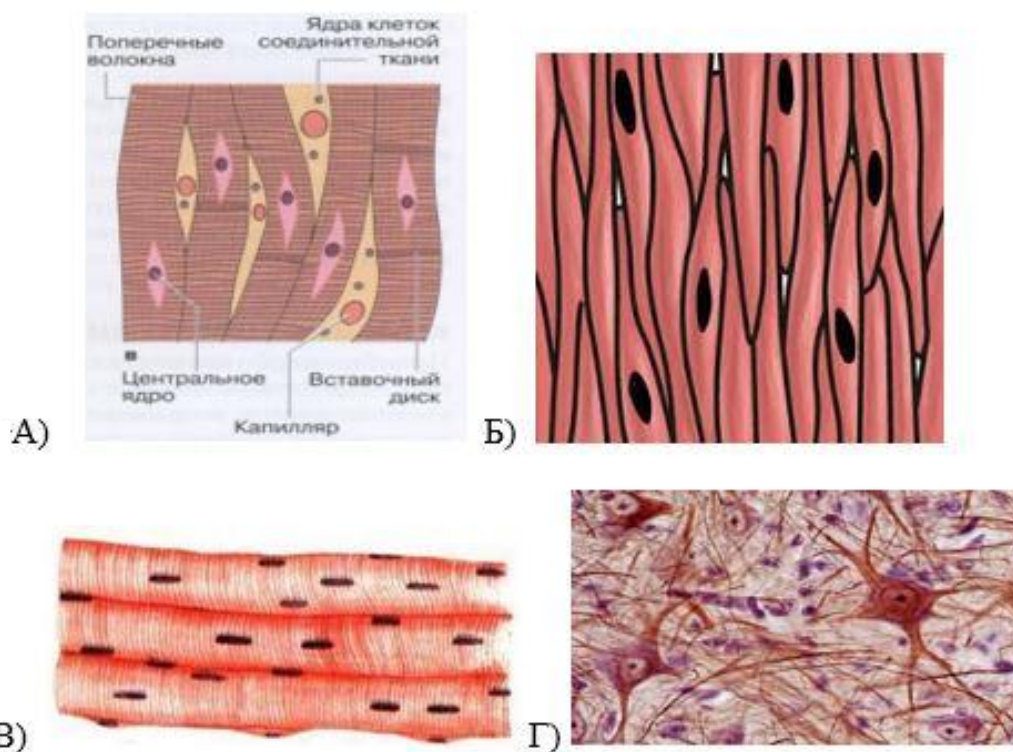 Поперечные
волокна
Ядра клеток
соединительной
ткани
в
Центральное
ядро
Вставочный
диск
Капилляр
А)
Б)
В)
Г)